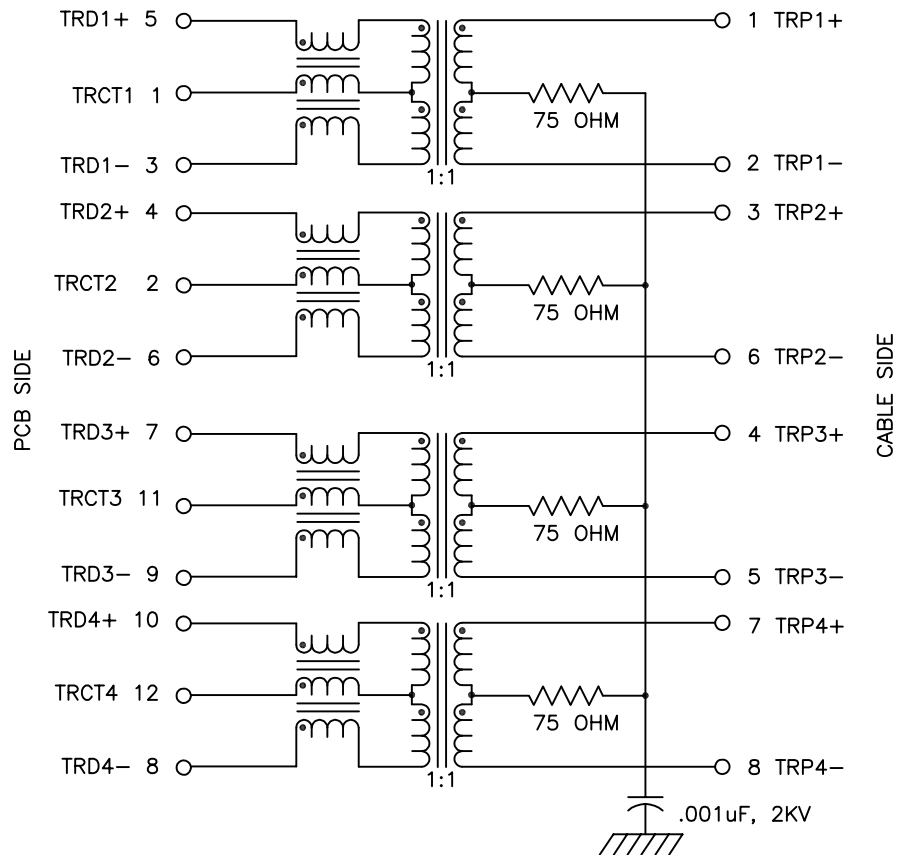 TRD1+ 5
1 TRP1+
TRCT1 1
75 OHM
TRD1- 3
2 TRP1-
1:1
TRD2+ 4
3 TRP2+
TRCT2 2
75 OHM
TRD2- 6
6 TRP2-
1:1
PCB SIDE
CABLE SIDE
TRD3+ 7
4 TRP3+
TRCT3 11
75 OHM
TRD3- 9
5 TRP3-
1:1
TRD4+ 10
7 TRP4+
TRCT4 12
75 OHM
TRD4- 8
8 TRP4-
1:1
.001uF, 2KV